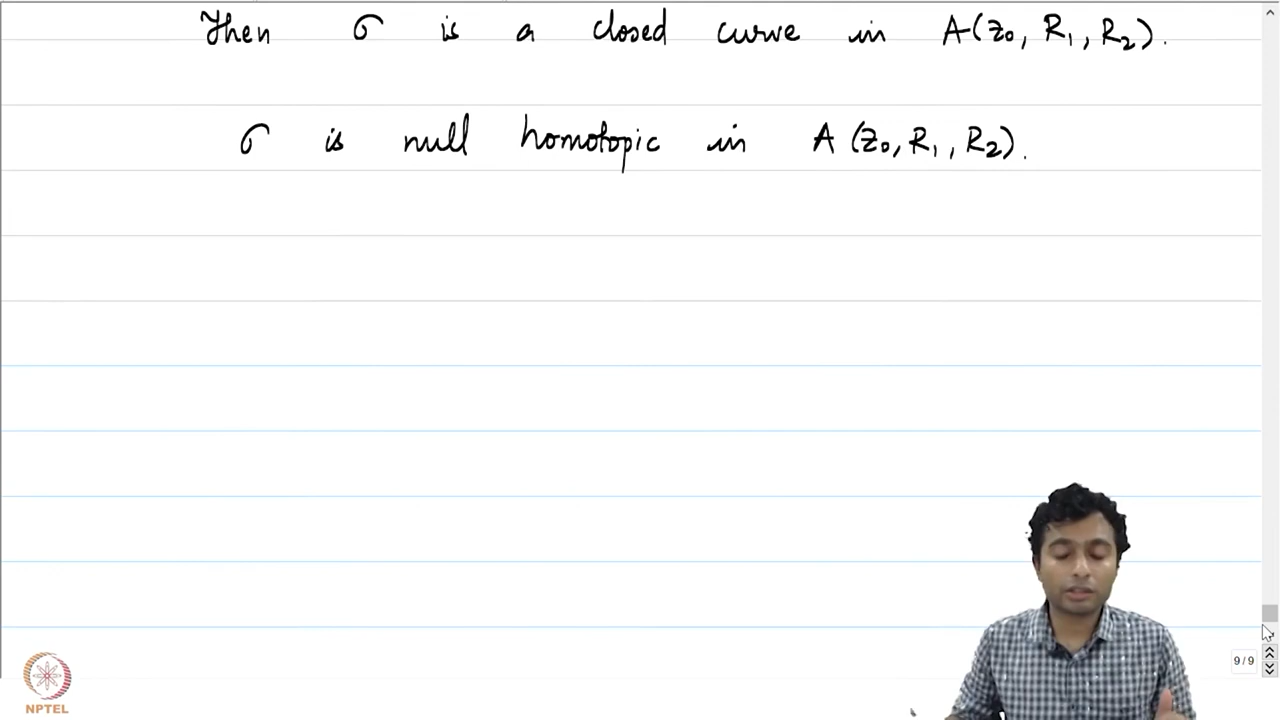 Then σ is a closed curve in A(z₀, R₁, R₂).
σ is null homotopic in A (z₀, R₁, R₂).
9 / 9
NPTEL